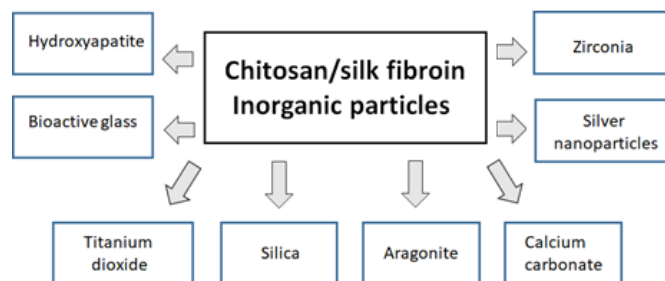 Hydroxyapatite
Chitosan/silk fibroin
Inorganic particles
Zirconia
Bioactive glass
Silver
nanoparticles
Titanium
dioxide
Silica
Aragonite
Calcium
carbonate